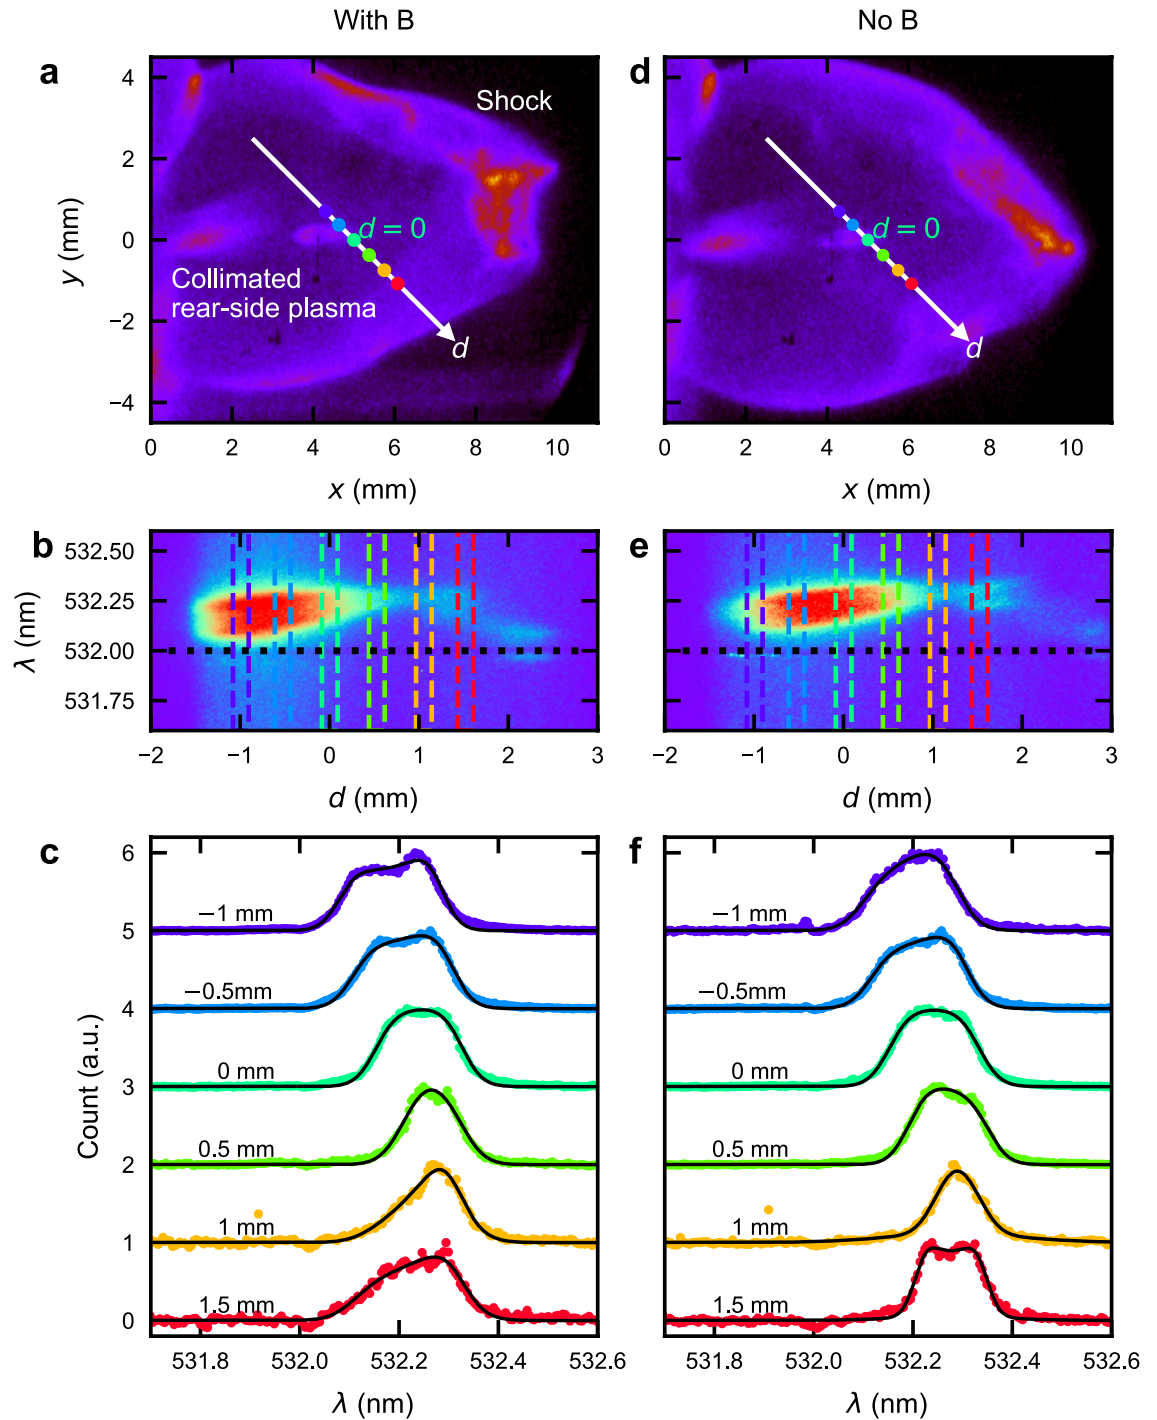 With B
No B
a
Shock
d = 0
Collimated
rear-side plasma
d
4
2
0
−2
−4
y (mm)
0
2
4
6
8
10
x (mm)
d
d = 0
d
0
2
4
6
8
10
x (mm)
b
532.50
532.25
532.00
531.75
λ (nm)
−2
−1
0
1
2
3
d (mm)
e
−2
−1
0
1
2
3
d (mm)
c
6
5
4
3
2
1
0
Count (a.u.)
−1 mm
−0.5mm
0 mm
0.5 mm
1 mm
1.5 mm
531.8
532.0
532.2
532.4
532.6
λ (nm)
f
−1 mm
−0.5mm
0 mm
0.5 mm
1 mm
1.5 mm
531.8
532.0
532.2
532.4
532.6
λ (nm)